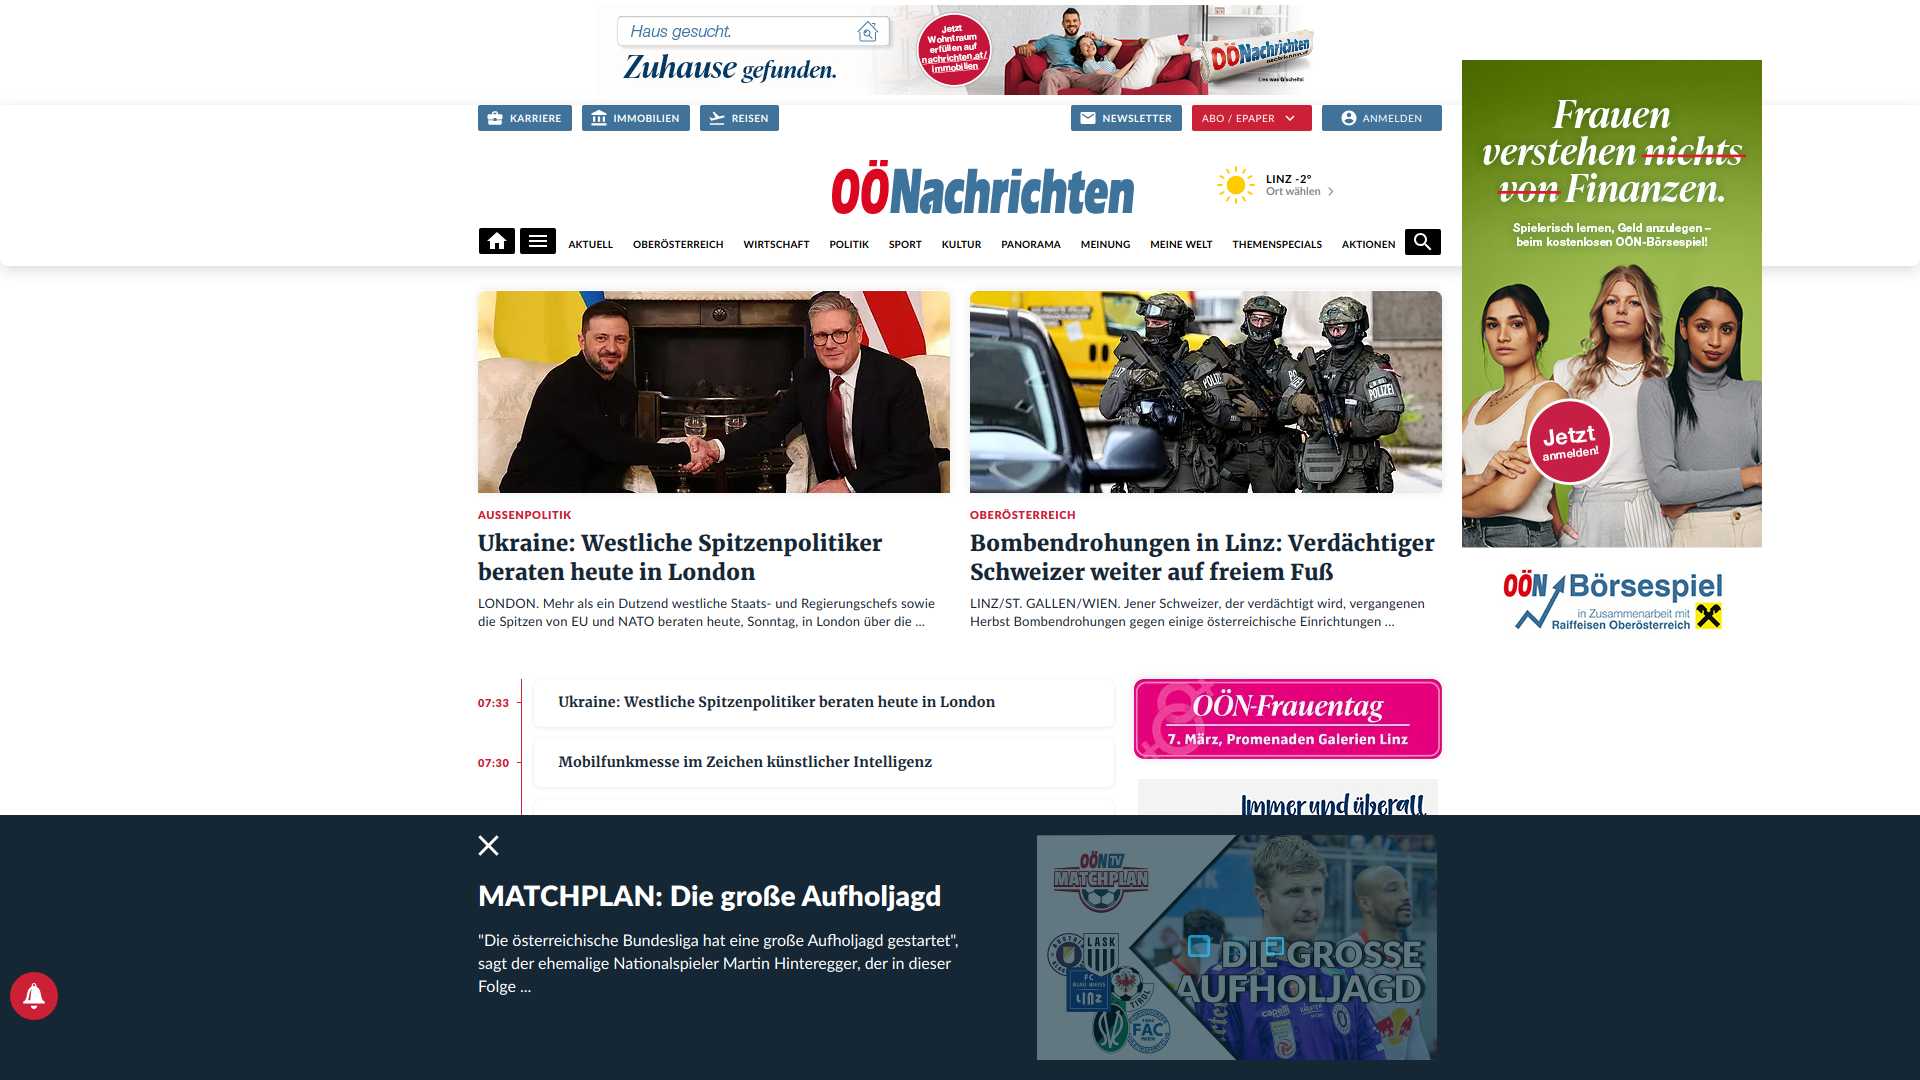 Haus gesucht.
Zuhause gefunden.
Jetzt
Wohntraum
erfüllen auf
nachrichten.at/
immobilien
OÖNachrichten
Lies was G'scheits!
KARRIERE
IMMOBILIEN
REISEN
NEWSLETTER
ABO / EPAPER
ANMELDEN
OÖNachrichten
LINZ -2°
Ort wählen
AKTUELL
OBERÖSTERREICH
WIRTSCHAFT
POLITIK
SPORT
KULTUR
PANORAMA
MEINUNG
MEINE WELT
THEMENSPECIALS
AKTIONEN
Frauen
verstehen nichts
von Finanzen.
Spielerisch lernen, Geld anzulegen –
beim kostenlosen OÖN-Börsespiel!
Jetzt
anmelden!
OÖN Börsespiel
in Zusammenarbeit mit
Raiffeisen Oberösterreich
POLIZEI
POLIZEI
AUSSENPOLITIK
Ukraine: Westliche Spitzenpolitiker
beraten heute in London
LONDON. Mehr als ein Dutzend westliche Staats- und Regierungschefs sowie
die Spitzen von EU und NATO beraten heute, Sonntag, in London über die ...
OBERÖSTERREICH
Bombendrohungen in Linz: Verdächtiger
Schweizer weiter auf freiem Fuß
LINZ/ST. GALLEN/WIEN. Jener Schweizer, der verdächtigt wird, vergangenen
Herbst Bombendrohungen gegen einige österreichische Einrichtungen ...
07:33
Ukraine: Westliche Spitzenpolitiker beraten heute in London
07:30
Mobilfunkmesse im Zeichen künstlicher Intelligenz
OÖN-Frauentag
7. März, Promenaden Galerien Linz
Immer und überall
MATCHPLAN: Die große Aufholjagd
"Die österreichische Bundesliga hat eine große Aufholjagd gestartet",
sagt der ehemalige Nationalspieler Martin Hinteregger, der in dieser
Folge ...
OÖN TV
MATCHPLAN
LASK
FC
BLAU WEISS
LINZ
TIROL
SVR
FAC
DIE GROSSE
AUFHOLJAGD
capelli